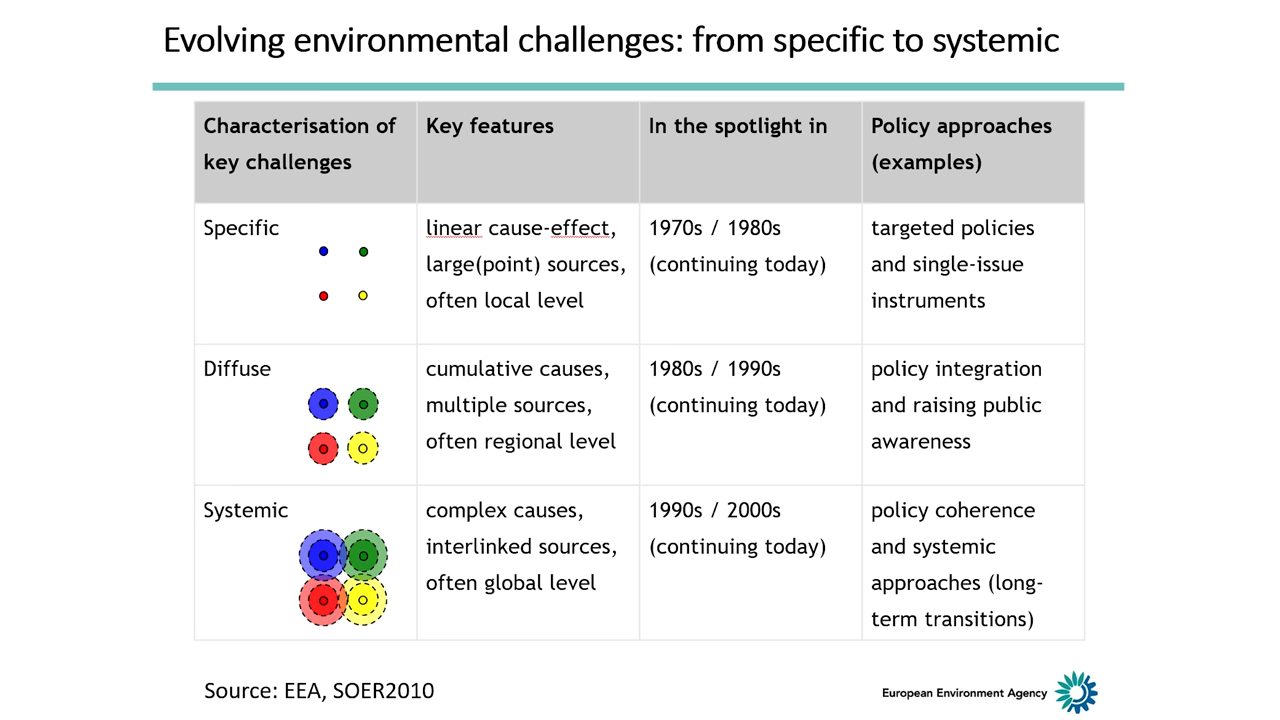 Evolving environmental challenges: from specific to systemic
Characterisation of
key challenges
Key features
In the spotlight in
Policy approaches
(examples)
Specific
linear cause-effect,
large(point) sources,
often local level
1970s / 1980s
(continuing today)
targeted policies
and single-issue
instruments
Diffuse
cumulative causes,
multiple sources,
often regional level
1980s / 1990s
(continuing today)
policy integration
and raising public
awareness
Systemic
complex causes,
interlinked sources,
often global level
1990s / 2000s
(continuing today)
policy coherence
and systemic
approaches (long-
term transitions)
Source: EEA, SOER2010
European Environment Agency